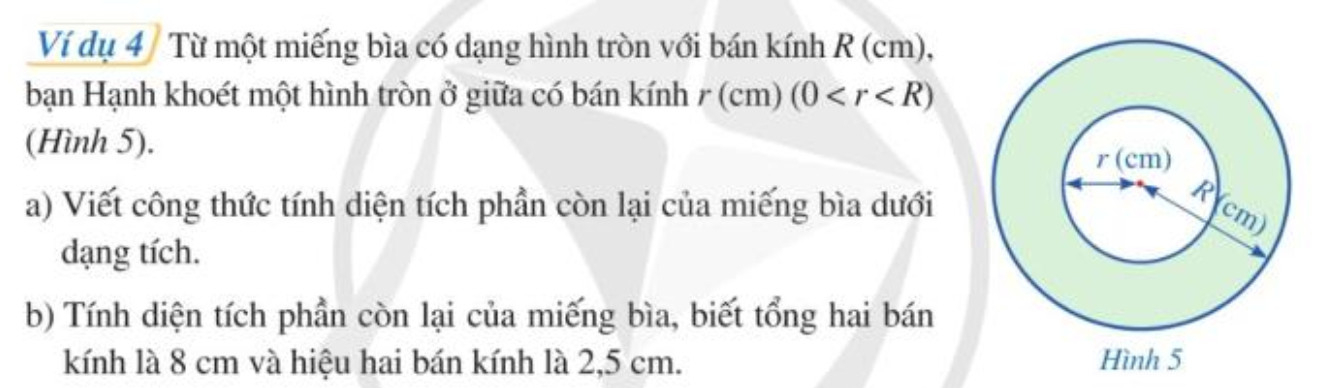 Ví dụ 4 Từ một miếng bìa có dạng hình tròn với bán kính R (cm),
bạn Hạnh khoét một hình tròn ở giữa có bán kính r (cm) (0 < r < R)
(Hình 5).
a) Viết công thức tính diện tích phần còn lại của miếng bìa dưới
dạng tích.
b) Tính diện tích phần còn lại của miếng bìa, biết tổng hai bán
kính là 8 cm và hiệu hai bán kính là 2,5 cm.
r (cm)
R (cm)
Hình 5